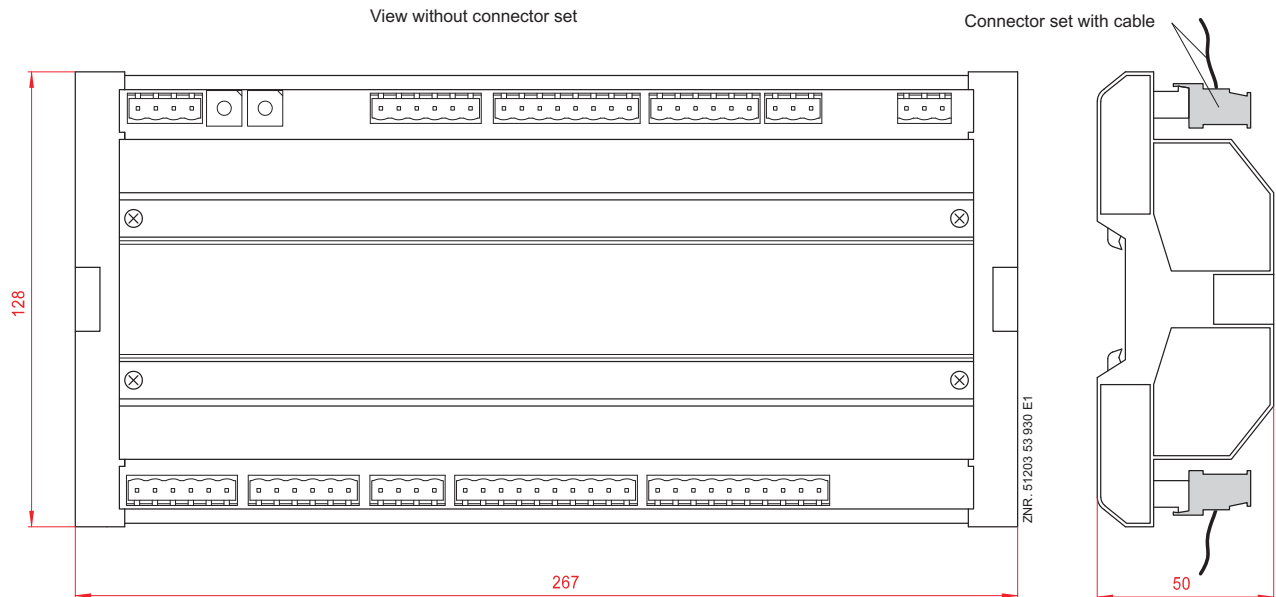 View without connector set
Connector set with cable
128
ZNR. 51203 53 930 E1
267
50